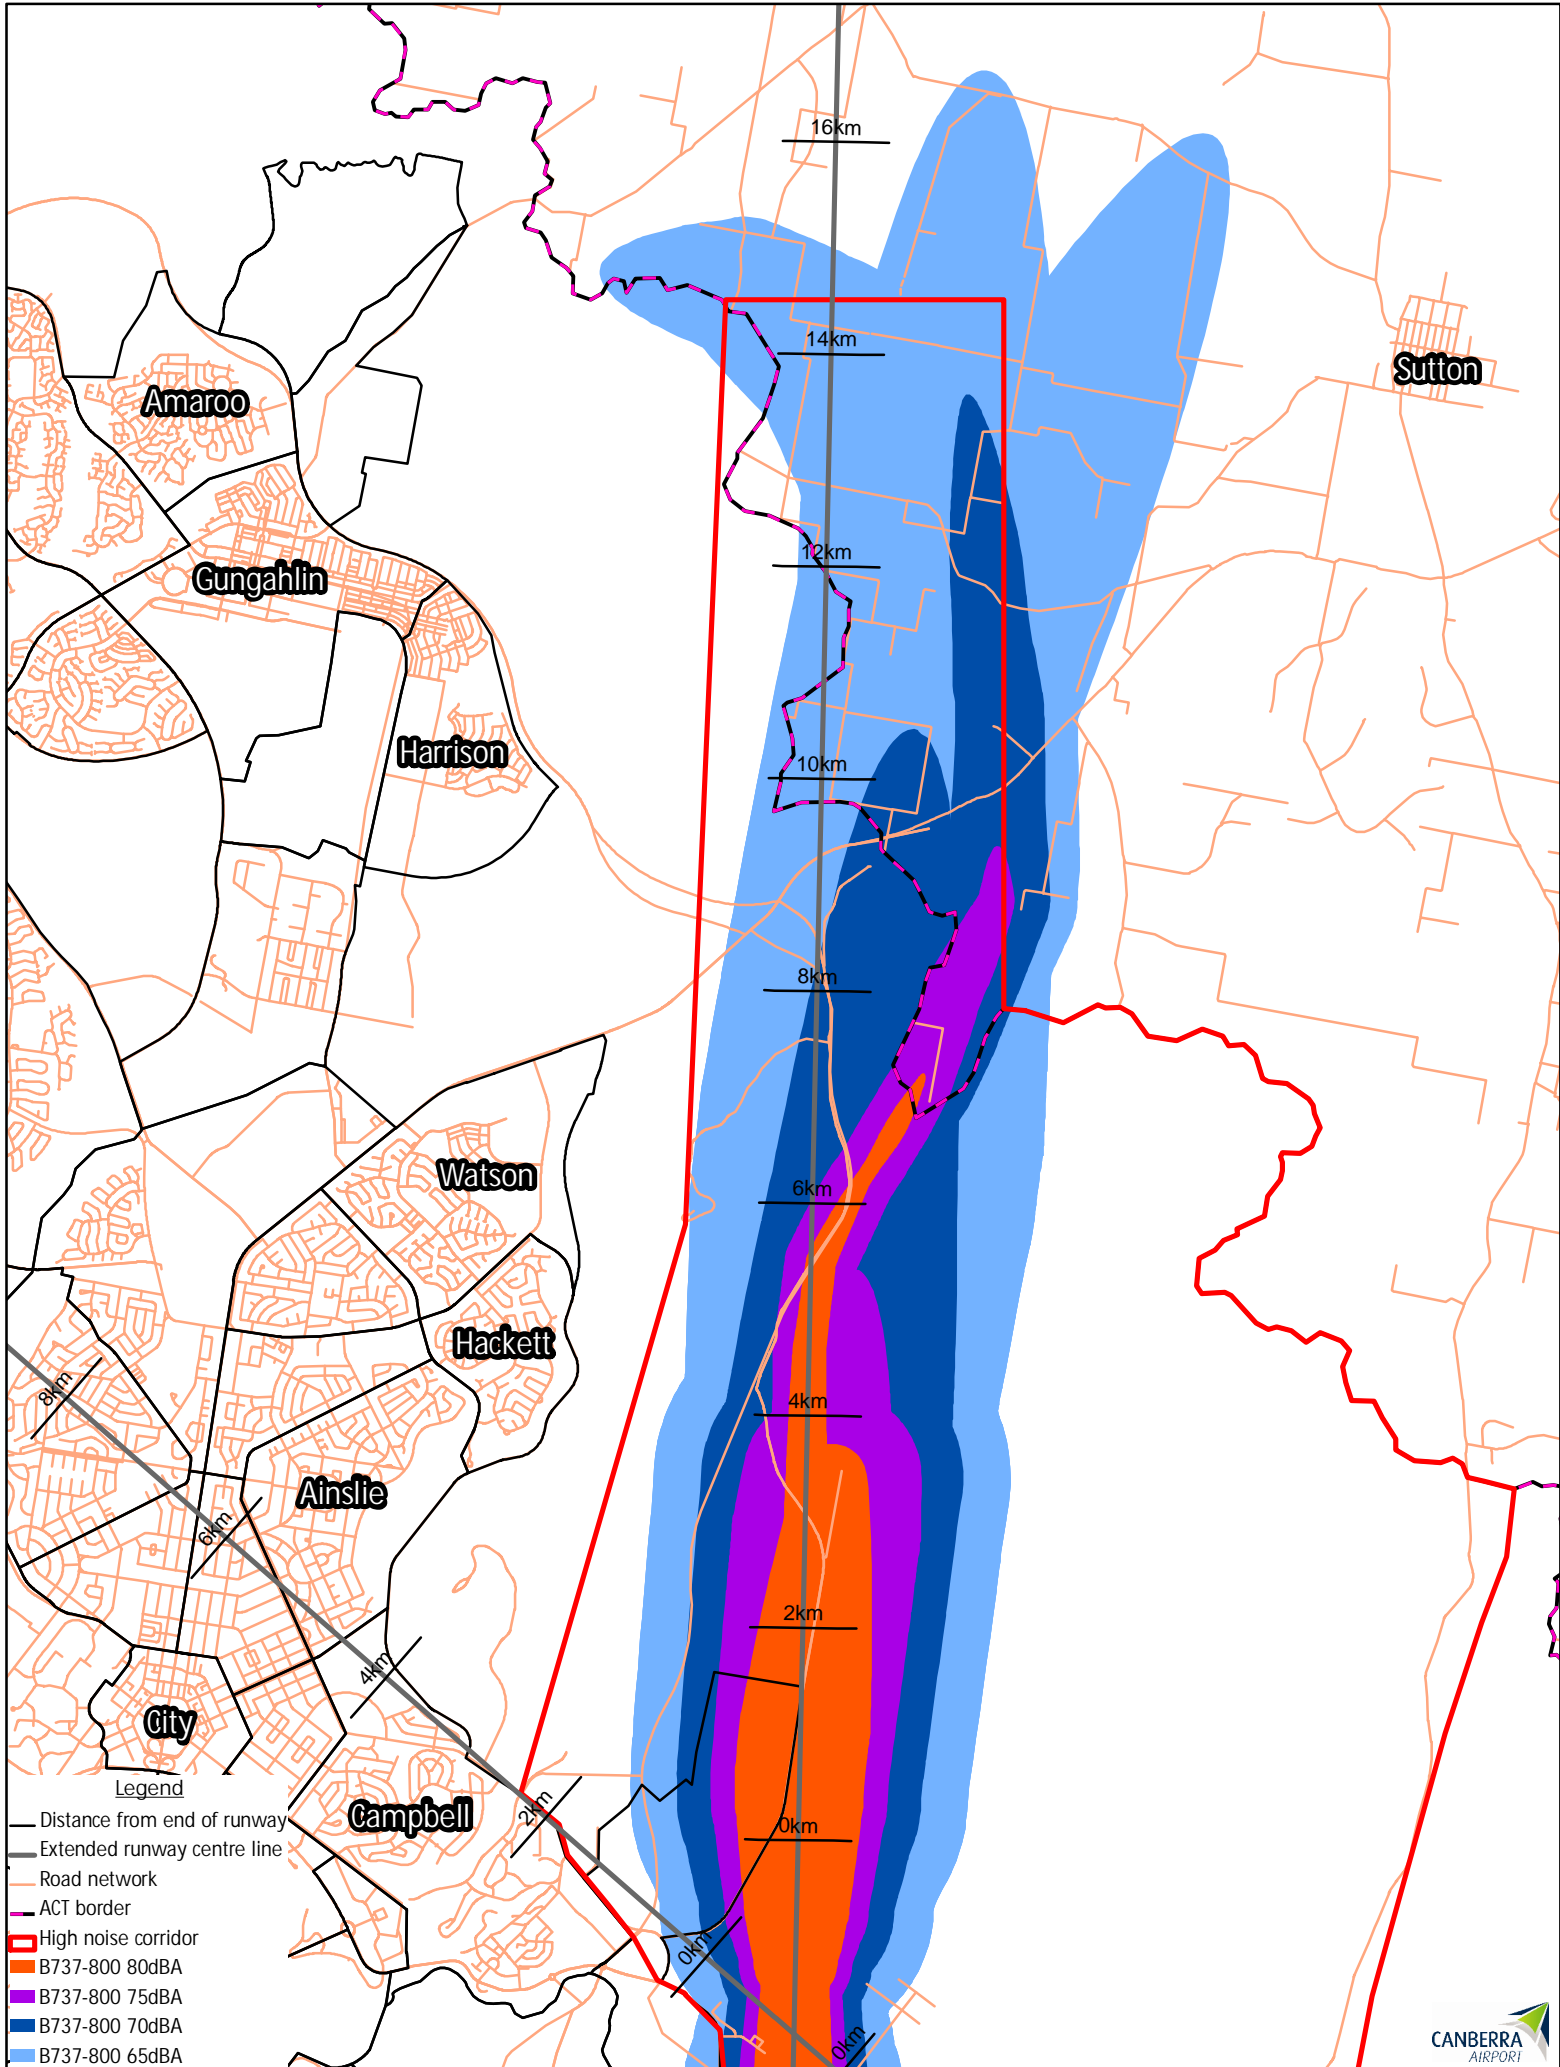 16km
14km
Sutton
Amaroo
12km
Gungahlin
Harrison
10km
8km
Watson
6km
Hackett
8km
4km
Ainslie
6km
2km
4km
City
Legend
Distance from end of runway
Extended runway centre line
Road network
ACT border
High noise corridor
B737-800 80dBA
B737-800 75dBA
B737-800 70dBA
B737-800 65dBA
Campbell
2km
0km
0km
0km
CANBERRA
AIRPORT